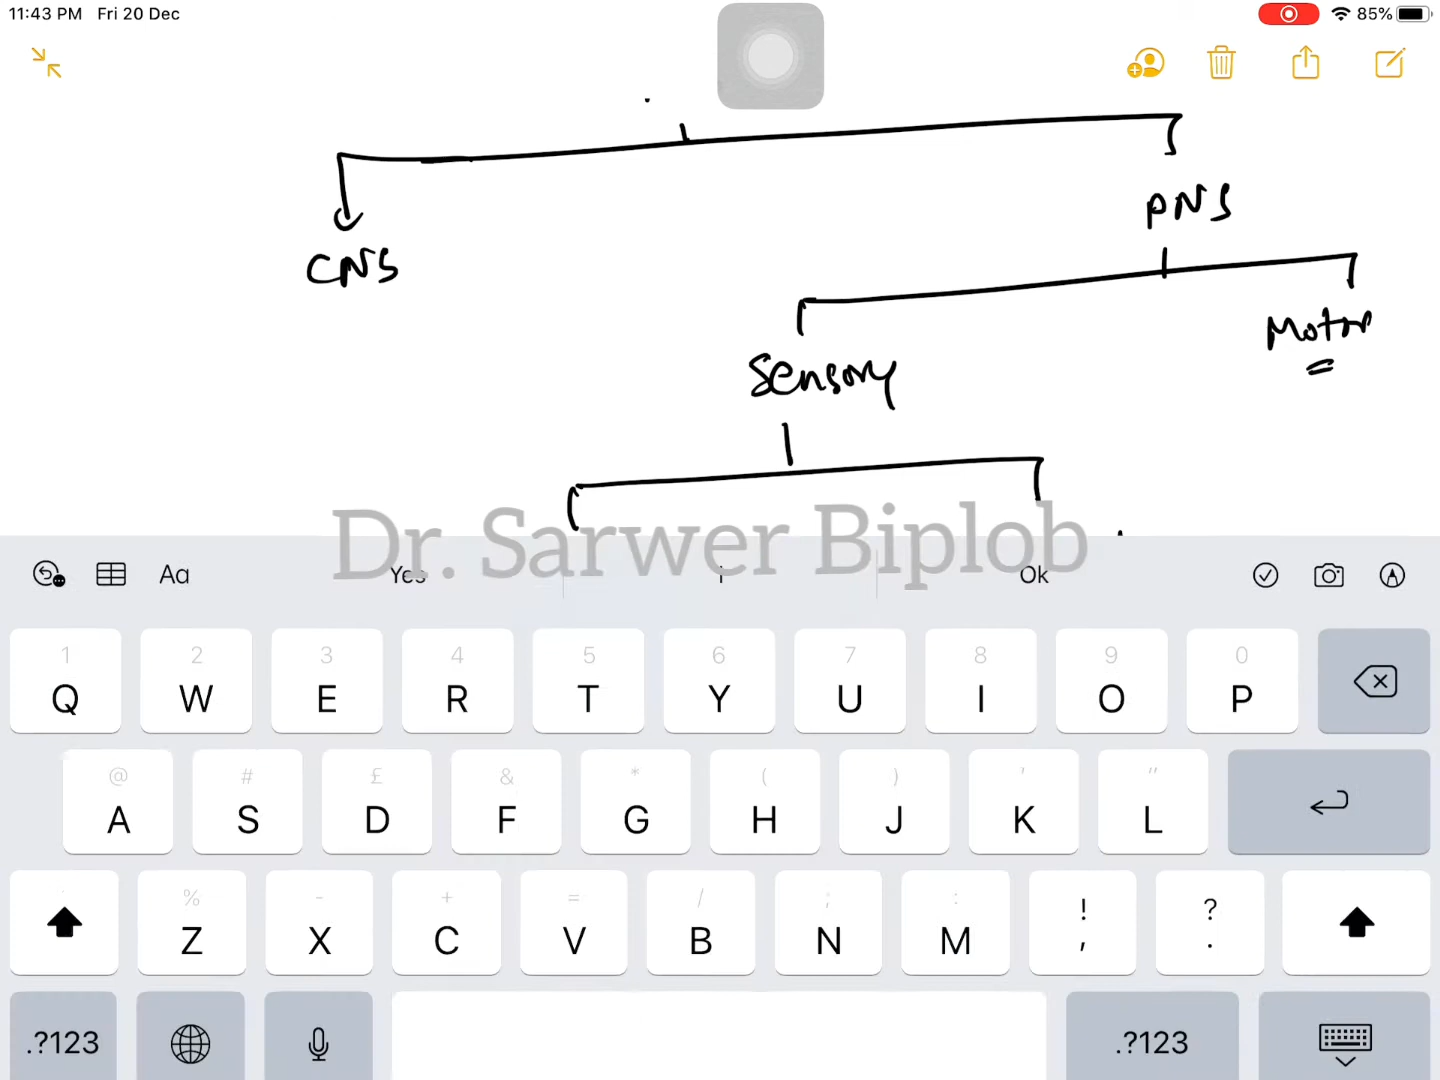 11:43 PM Fri 20 Dec 85%
PNS
CNS
Motor
Sensory
Dr. Sarwer Biplob
Aa Yes i Ok
1 2 3 4 5 6 7 8 9 0
Q W E R T Y U I O P
@ # £ & * ( ) ' "
A S D F G H J K L
% - + = / ; : ! ?
Z X C V B N M , .
.?123 .?123